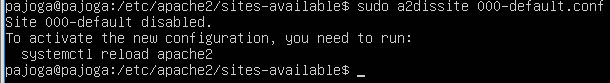 pajoga@pajoga:/etc/apache2/sites-available$ sudo a2dissite 000-default.conf
Site 000-default disabled.
To activate the new configuration, you need to run:
  systemctl reload apache2
pajoga@pajoga:/etc/apache2/sites-available$ _